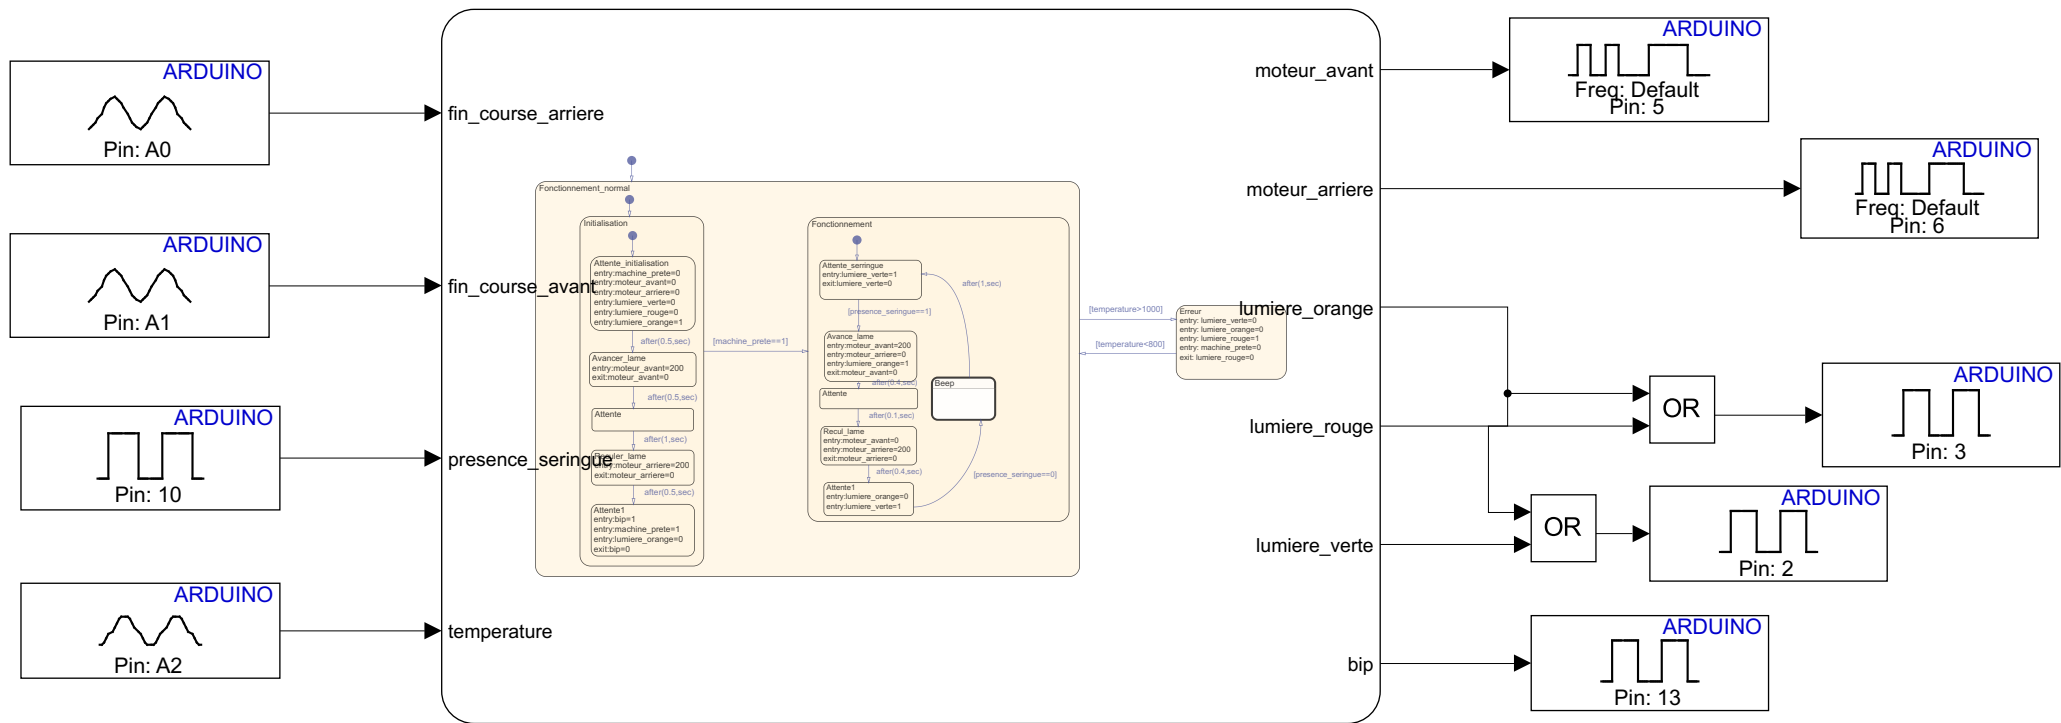 ARDUINO
Pin: A0
ARDUINO
Pin: A1
ARDUINO
Pin: 10
ARDUINO
Pin: A2
fin_course_arriere
fin_course_avant
presence_seringue
temperature
Fonctionnement_normal
Initialisation
Attente_initialisation
entry:machine_prete=0
entry:moteur_avant=0
entry:moteur_arriere=0
entry:lumiere_verte=0
entry:lumiere_rouge=0
entry:lumiere_orange=1
after(0.5,sec)
Avancer_lame
entry:moteur_avant=200
exit:moteur_avant=0
after(0.5,sec)
Attente
after(1,sec)
Reculer_lame
entry:moteur_arriere=200
exit:moteur_arriere=0
after(0.5,sec)
Attente1
entry:bip=1
entry:machine_prete=1
entry:lumiere_orange=0
exit:bip=0
[machine_prete==1]
Fonctionnement
Attente_serringue
entry:lumiere_verte=1
exit:lumiere_verte=0
[presence_seringue==1]
Avance_lame
entry:moteur_avant=200
entry:moteur_arriere=0
entry:lumiere_orange=1
exit:moteur_avant=0
after(0.4,sec)
Attente
after(0.1,sec)
Recul_lame
entry:moteur_avant=0
entry:moteur_arriere=200
exit:moteur_arriere=0
after(0.4,sec)
Attente1
entry:lumiere_orange=0
entry:lumiere_verte=1
[presence_seringue==0]
Beep
after(1,sec)
[temperature>1000]
[temperature<800]
Erreur
entry: lumiere_verte=0
entry: lumiere_orange=0
entry: lumiere_rouge=1
entry: machine_prete=0
exit: lumiere_rouge=0
moteur_avant
moteur_arriere
lumiere_orange
lumiere_rouge
lumiere_verte
bip
ARDUINO
Freq: Default
Pin: 5
ARDUINO
Freq: Default
Pin: 6
OR
ARDUINO
Pin: 3
OR
ARDUINO
Pin: 2
ARDUINO
Pin: 13